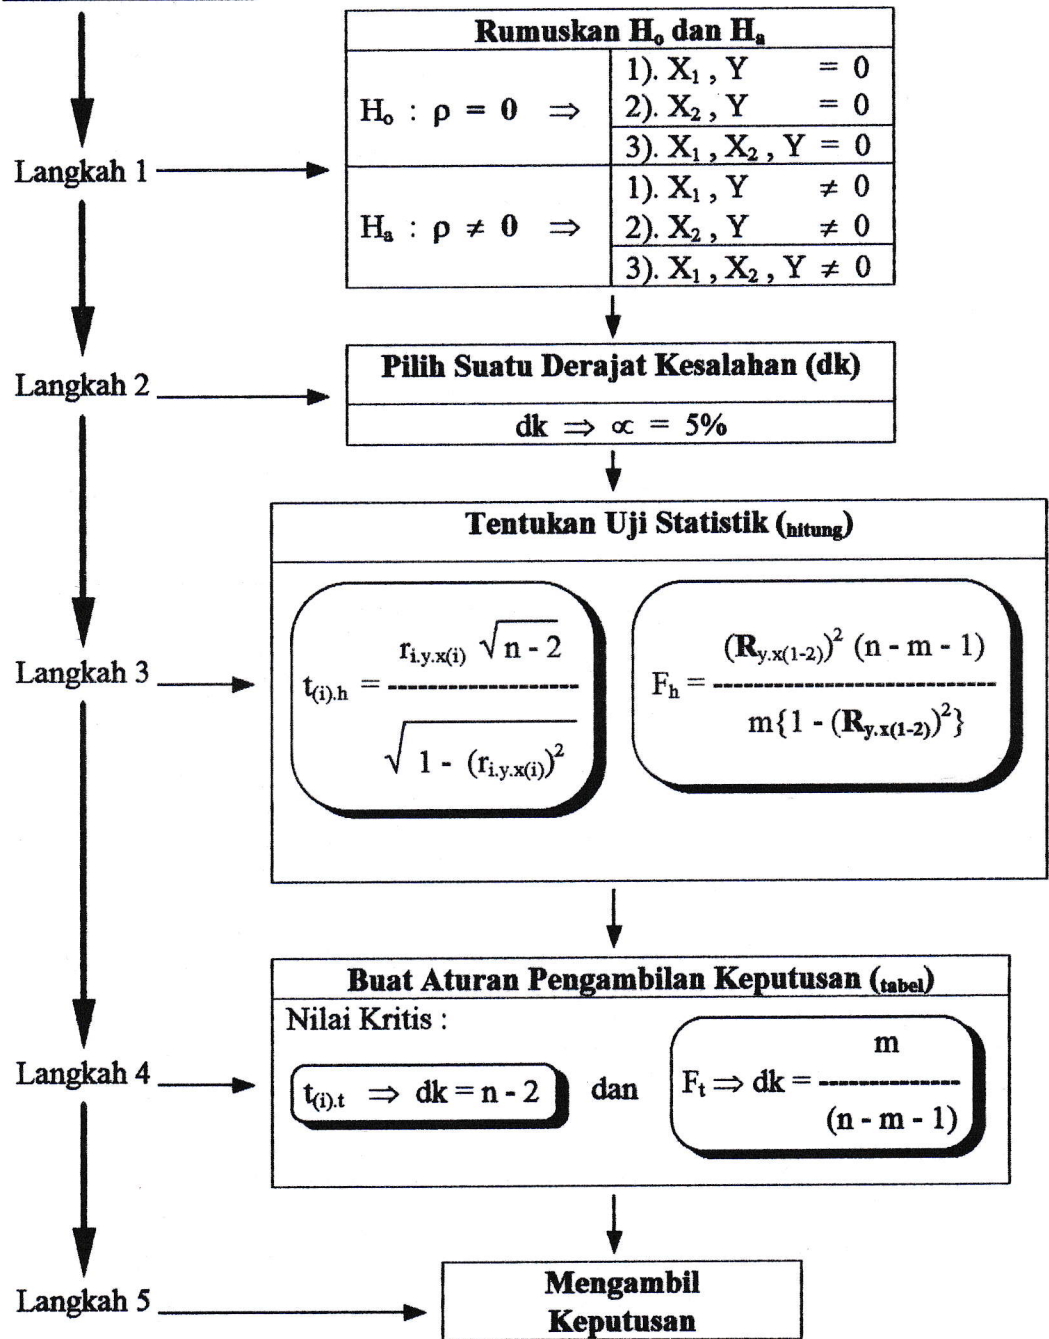 Rumuskan Hₒ dan Hₐ
Hₒ : ρ = 0 ⇒
1). X₁ , Y = 0
2). X₂ , Y = 0
3). X₁ , X₂ , Y = 0
Langkah 1
Hₐ : ρ ≠ 0 ⇒
1). X₁ , Y ≠ 0
2). X₂ , Y ≠ 0
3). X₁ , X₂ , Y ≠ 0
Langkah 2
Pilih Suatu Derajat Kesalahan (dk)
dk ⇒ ∝ = 5%
Langkah 3
Tentukan Uji Statistik (hitung)
r i.y.x(i) √n - 2
t(i).h = --------------------
√ 1 - (r i.y.x(i))²
(R y.x(1-2))² (n - m - 1)
F h = ------------------------------
m{1 - (R y.x(1-2))²}
Langkah 4
Buat Aturan Pengambilan Keputusan (tabel)
Nilai Kritis :
t(i).t ⇒ dk = n - 2
dan
m
F t ⇒ dk = --------------
(n - m - 1)
Langkah 5
Mengambil
Keputusan